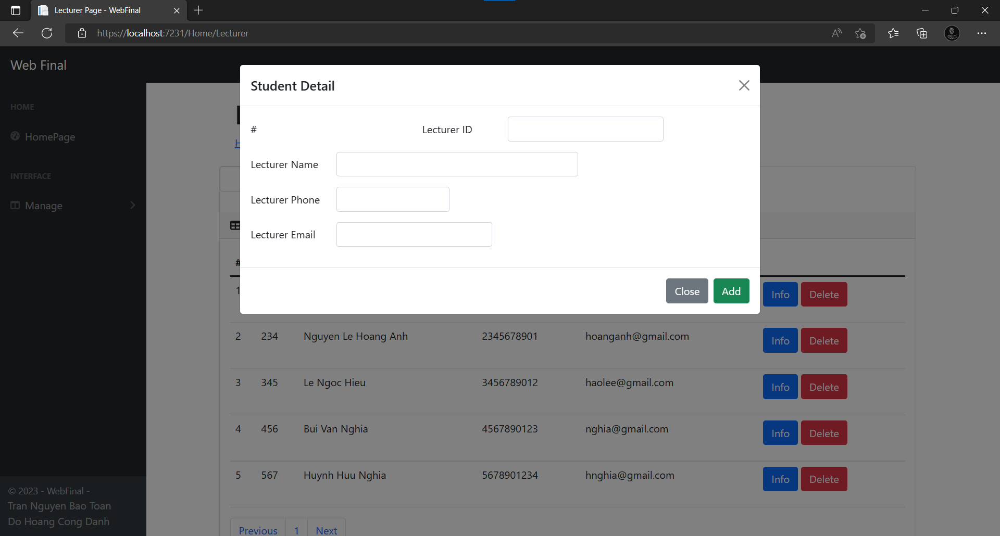 Lecturer Page - WebFinal
https://localhost:7231/Home/Lecturer
Web Final
HOME
HomePage
INTERFACE
Manage
Student Detail
# Lecturer ID
Lecturer Name
Lecturer Phone
Lecturer Email
Close Add
#
1 Info Delete
2 234 Nguyen Le Hoang Anh 2345678901 hoanganh@gmail.com Info Delete
3 345 Le Ngoc Hieu 3456789012 haolee@gmail.com Info Delete
4 456 Bui Van Nghia 4567890123 nghia@gmail.com Info Delete
5 567 Huynh Huu Nghia 5678901234 hnghia@gmail.com Info Delete
Previous 1 Next
© 2023 - WebFinal -
Tran Nguyen Bao Toan
Do Hoang Cong Danh